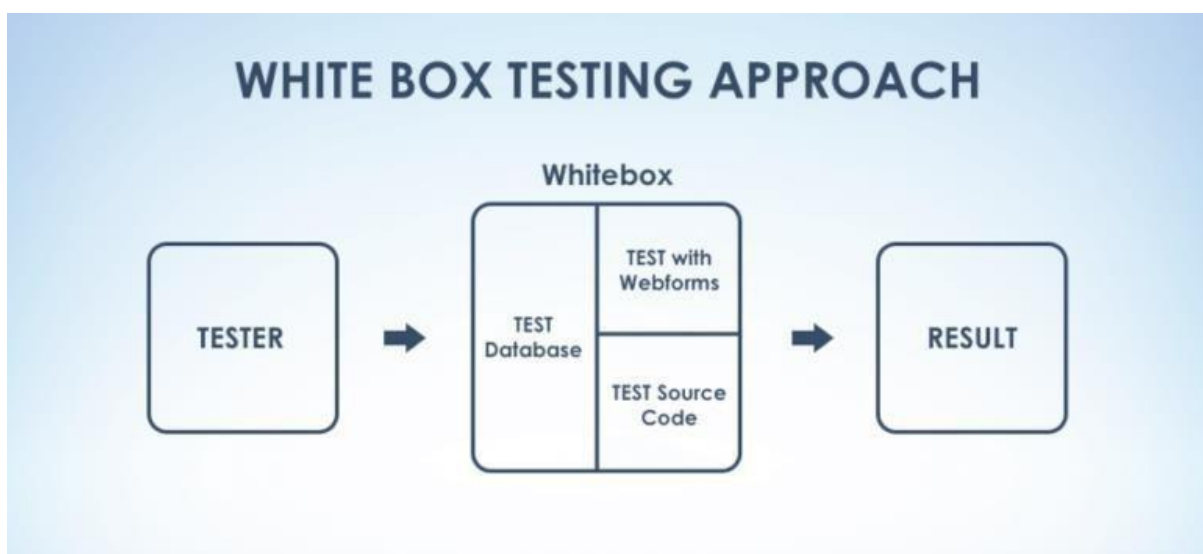 WHITE BOX TESTING APPROACH
Whitebox
TESTER
TEST
Database
TEST with
Webforms
TEST Source
Code
RESULT